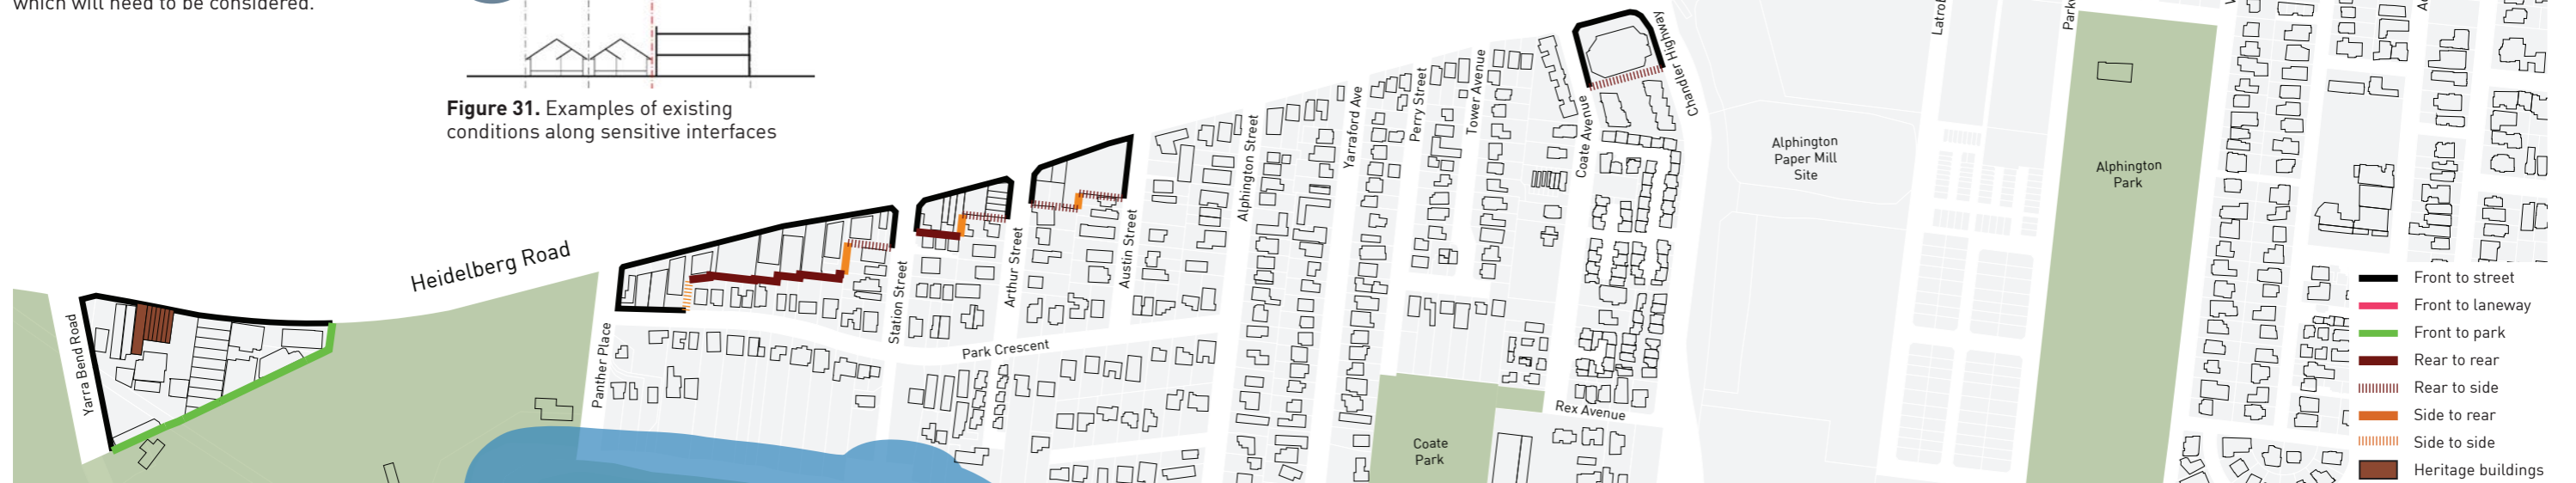 which will need to be considered.
Figure 31. Examples of existing
conditions along sensitive interfaces
Heidelberg Road
Yarra Bend Road
Panther Place
Station Street
Arthur Street
Austin Street
Park Crescent
Alphington Street
Yarraford Ave
Perry Street
Tower Avenue
Coate Avenue
Chandler Highway
Rex Avenue
Coate
Park
Alphington
Paper Mill
Site
Alphington
Park
Front to street
Front to laneway
Front to park
Rear to rear
Rear to side
Side to rear
Side to side
Heritage buildings